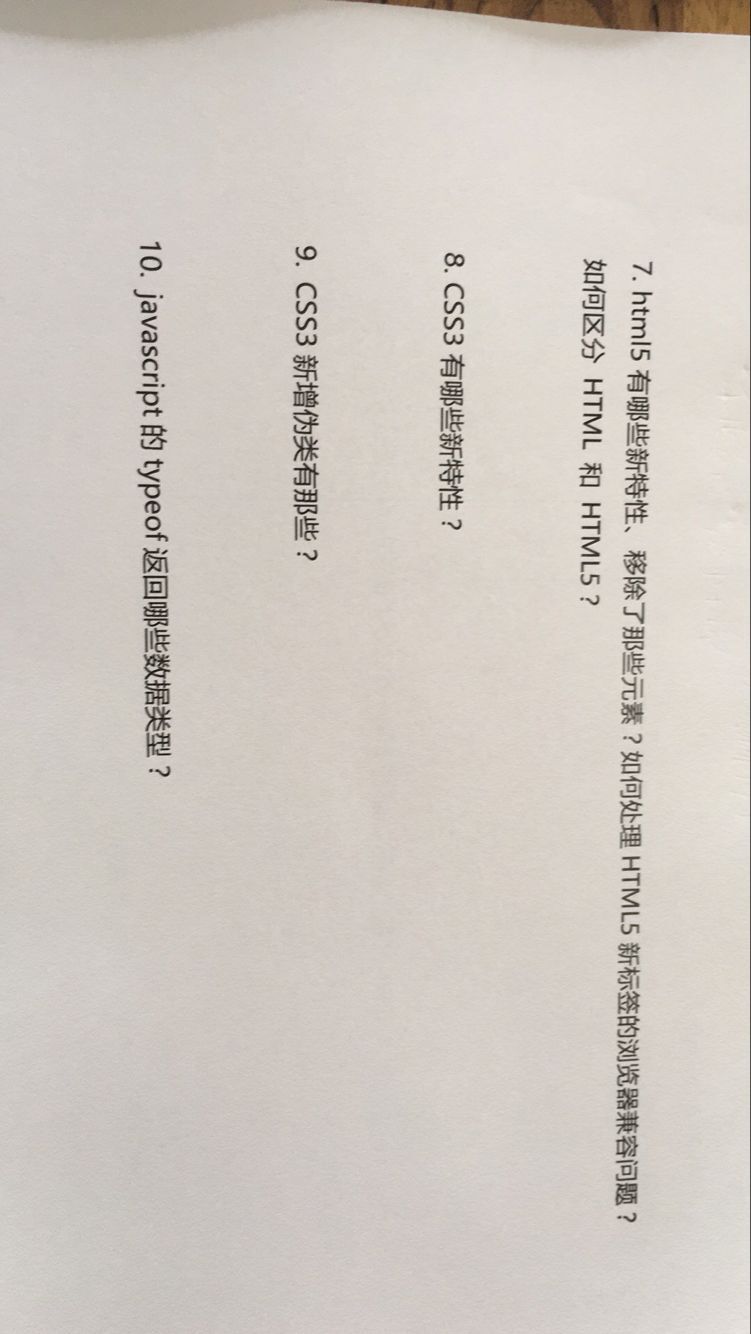 7. html5 有哪些新特性、移除了那些元素？如何处理 HTML5 新标签的浏览器兼容问题？
如何区分 HTML 和 HTML5？
8. CSS3 有哪些新特性？
9. CSS3 新增伪类有那些？
10. javascript 的 typeof 返回哪些数据类型？